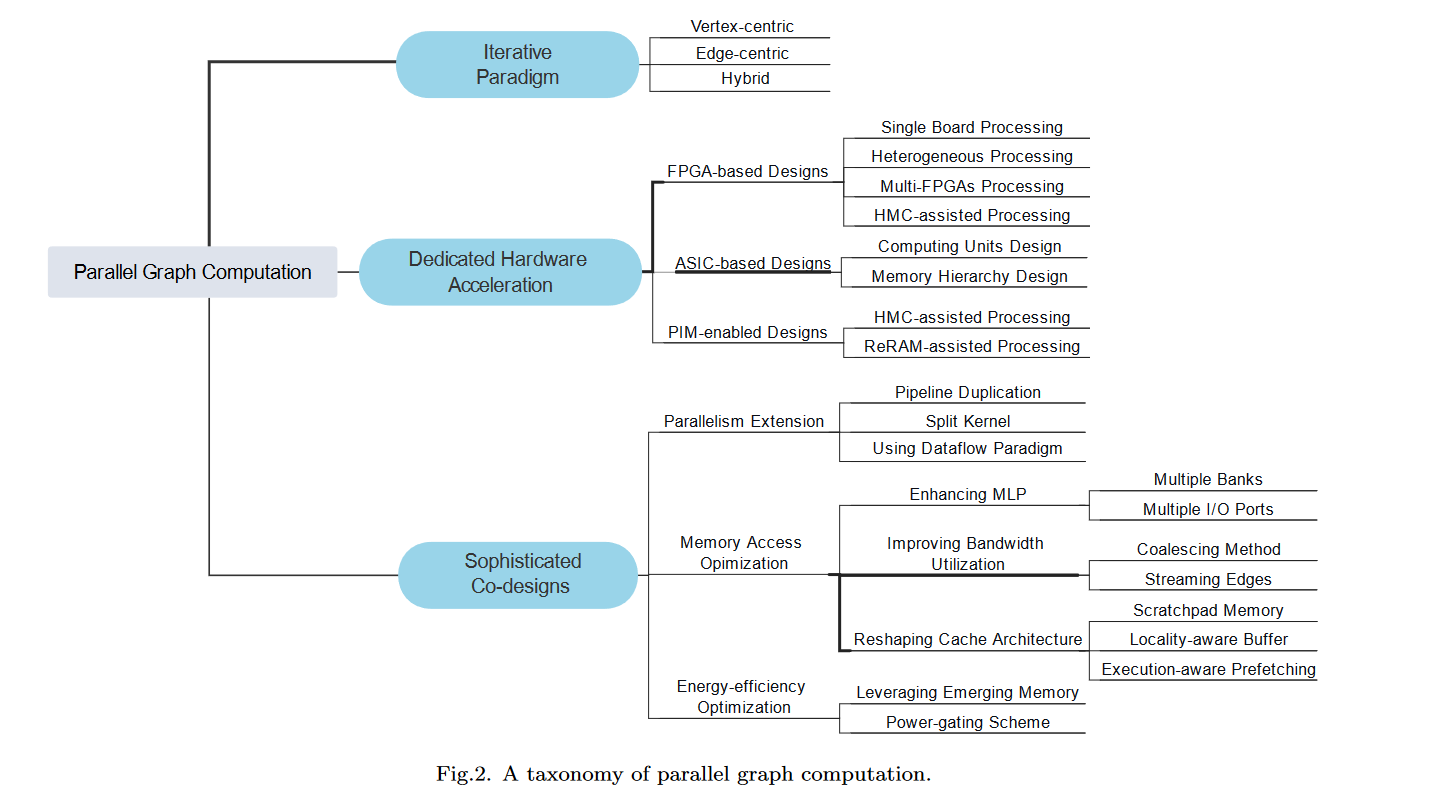 Parallel Graph Computation
Iterative
Paradigm
Vertex-centric
Edge-centric
Hybrid
Dedicated Hardware
Acceleration
FPGA-based Designs
Single Board Processing
Heterogeneous Processing
Multi-FPGAs Processing
HMC-assisted Processing
ASIC-based Designs
Computing Units Design
Memory Hierarchy Design
PIM-enabled Designs
HMC-assisted Processing
ReRAM-assisted Processing
Sophisticated
Co-designs
Parallelism Extension
Pipeline Duplication
Split Kernel
Using Dataflow Paradigm
Memory Access
Opimization
Enhancing MLP
Multiple Banks
Multiple I/O Ports
Improving Bandwidth
Utilization
Coalescing Method
Streaming Edges
Reshaping Cache Architecture
Scratchpad Memory
Locality-aware Buffer
Execution-aware Prefetching
Energy-efficiency
Optimization
Leveraging Emerging Memory
Power-gating Scheme
Fig.2. A taxonomy of parallel graph computation.